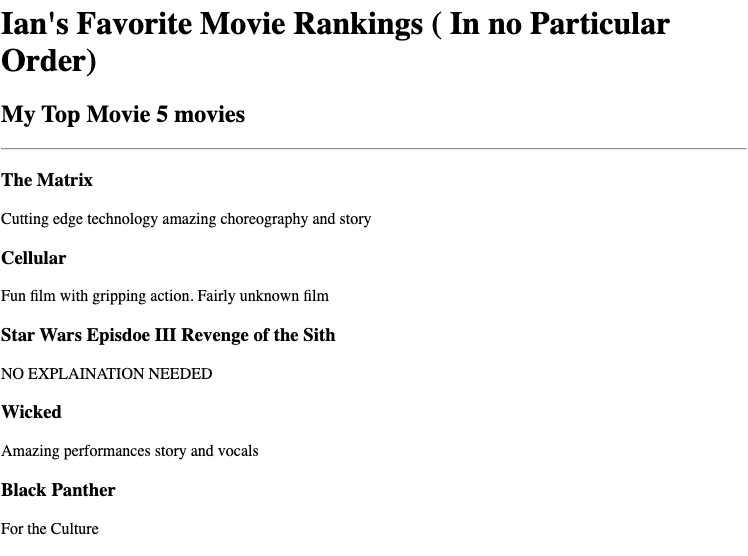 Ian's Favorite Movie Rankings ( In no Particular
Order)
My Top Movie 5 movies
The Matrix
Cutting edge technology amazing choreography and story
Cellular
Fun film with gripping action. Fairly unknown film
Star Wars Epidsoe III Revenge of the Sith
NO EXPLAINATION NEEDED
Wicked
Amazing performances story and vocals
Black Panther
For the Culture